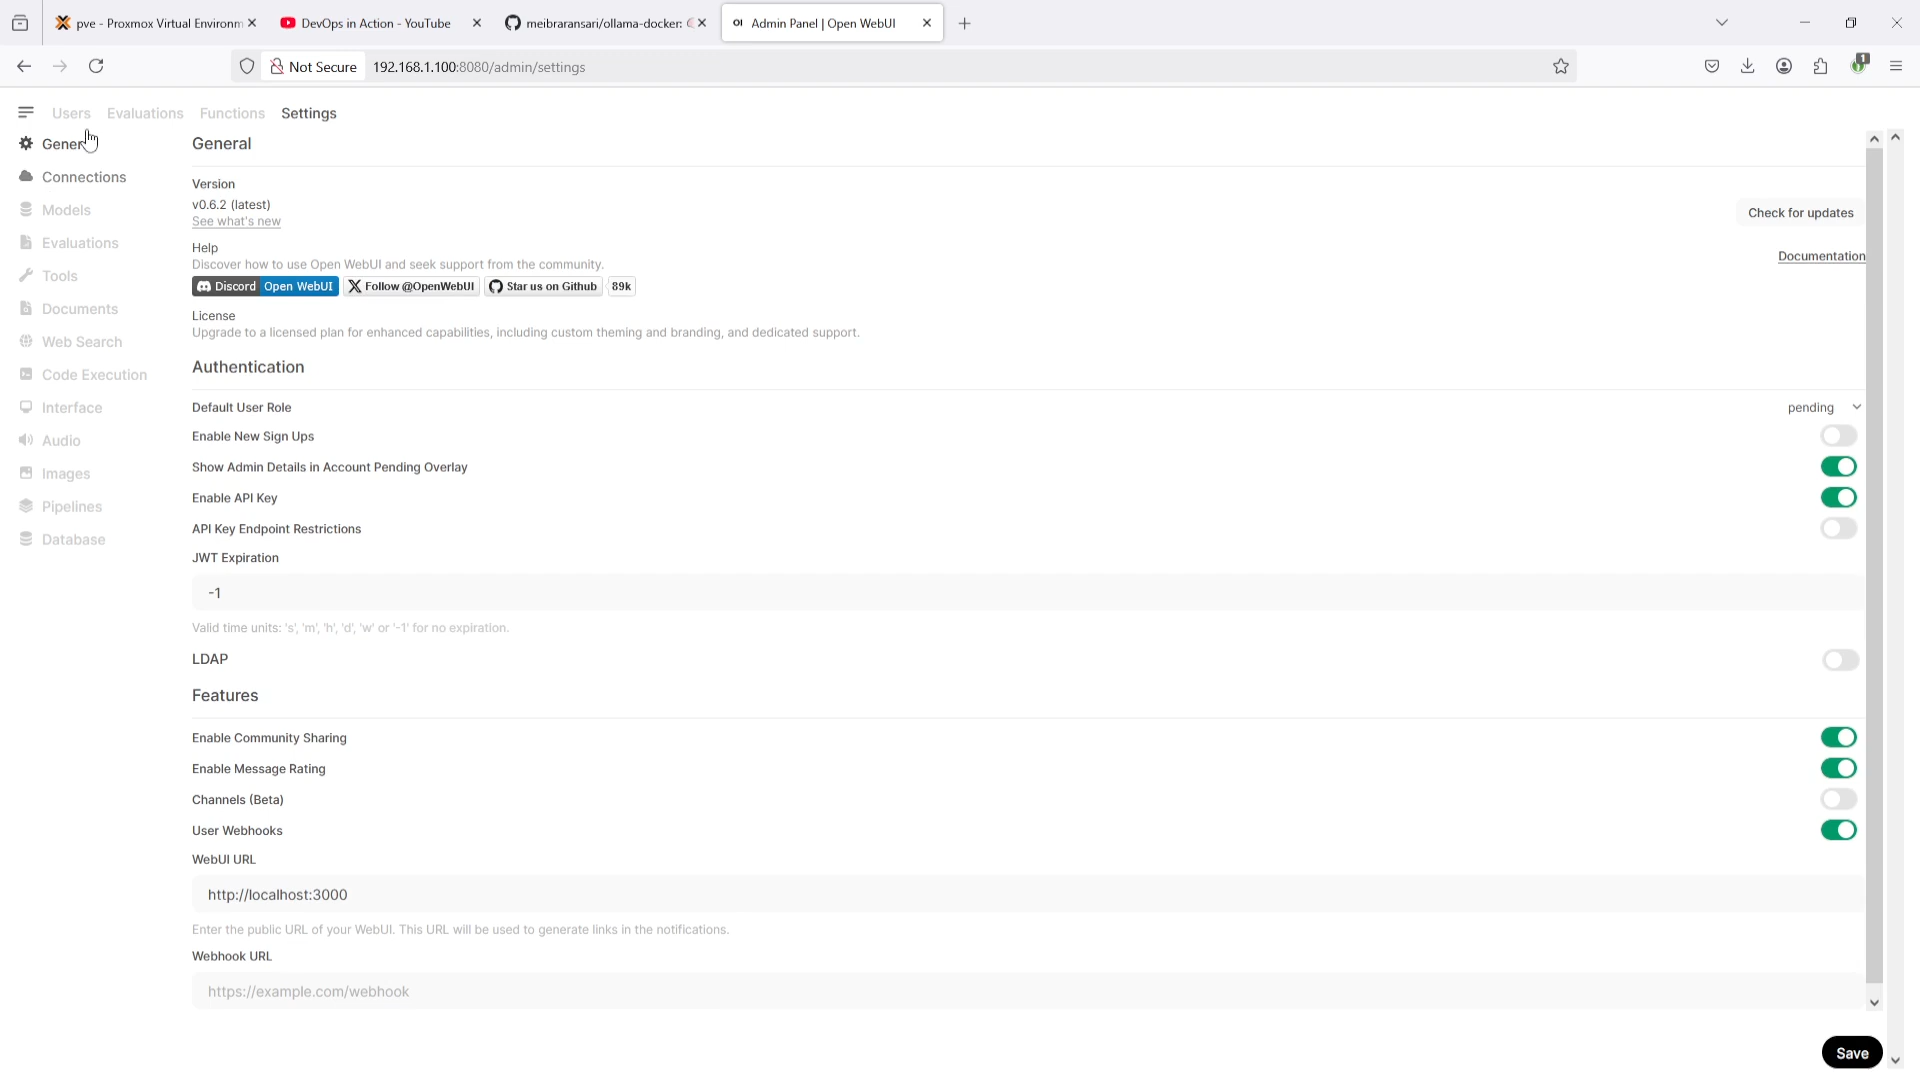 pve - Proxmox Virtual Environm
DevOps in Action - YouTube
meibraransari/ollama-docker:
OI Admin Panel | Open WebUI
Not Secure
192.168.1.100:8080/admin/settings
1
Users
Evaluations
Functions
Settings
Gener
Connections
Models
Evaluations
Tools
Documents
Web Search
Code Execution
Interface
Audio
Images
Pipelines
Database
General
Version
v0.6.2 (latest)
See what's new
Check for updates
Help
Discover how to use Open WebUI and seek support from the community.
Documentation
Discord Open WebUI
Follow @OpenWebUI
Star us on Github
89k
License
Upgrade to a licensed plan for enhanced capabilities, including custom theming and branding, and dedicated support.
Authentication
Default User Role
pending
Enable New Sign Ups
Show Admin Details in Account Pending Overlay
Enable API Key
API Key Endpoint Restrictions
JWT Expiration
-1
Valid time units: 's', 'm', 'h', 'd', 'w' or '-1' for no expiration.
LDAP
Features
Enable Community Sharing
Enable Message Rating
Channels (Beta)
User Webhooks
WebUI URL
http://localhost:3000
Enter the public URL of your WebUI. This URL will be used to generate links in the notifications.
Webhook URL
https://example.com/webhook
Save